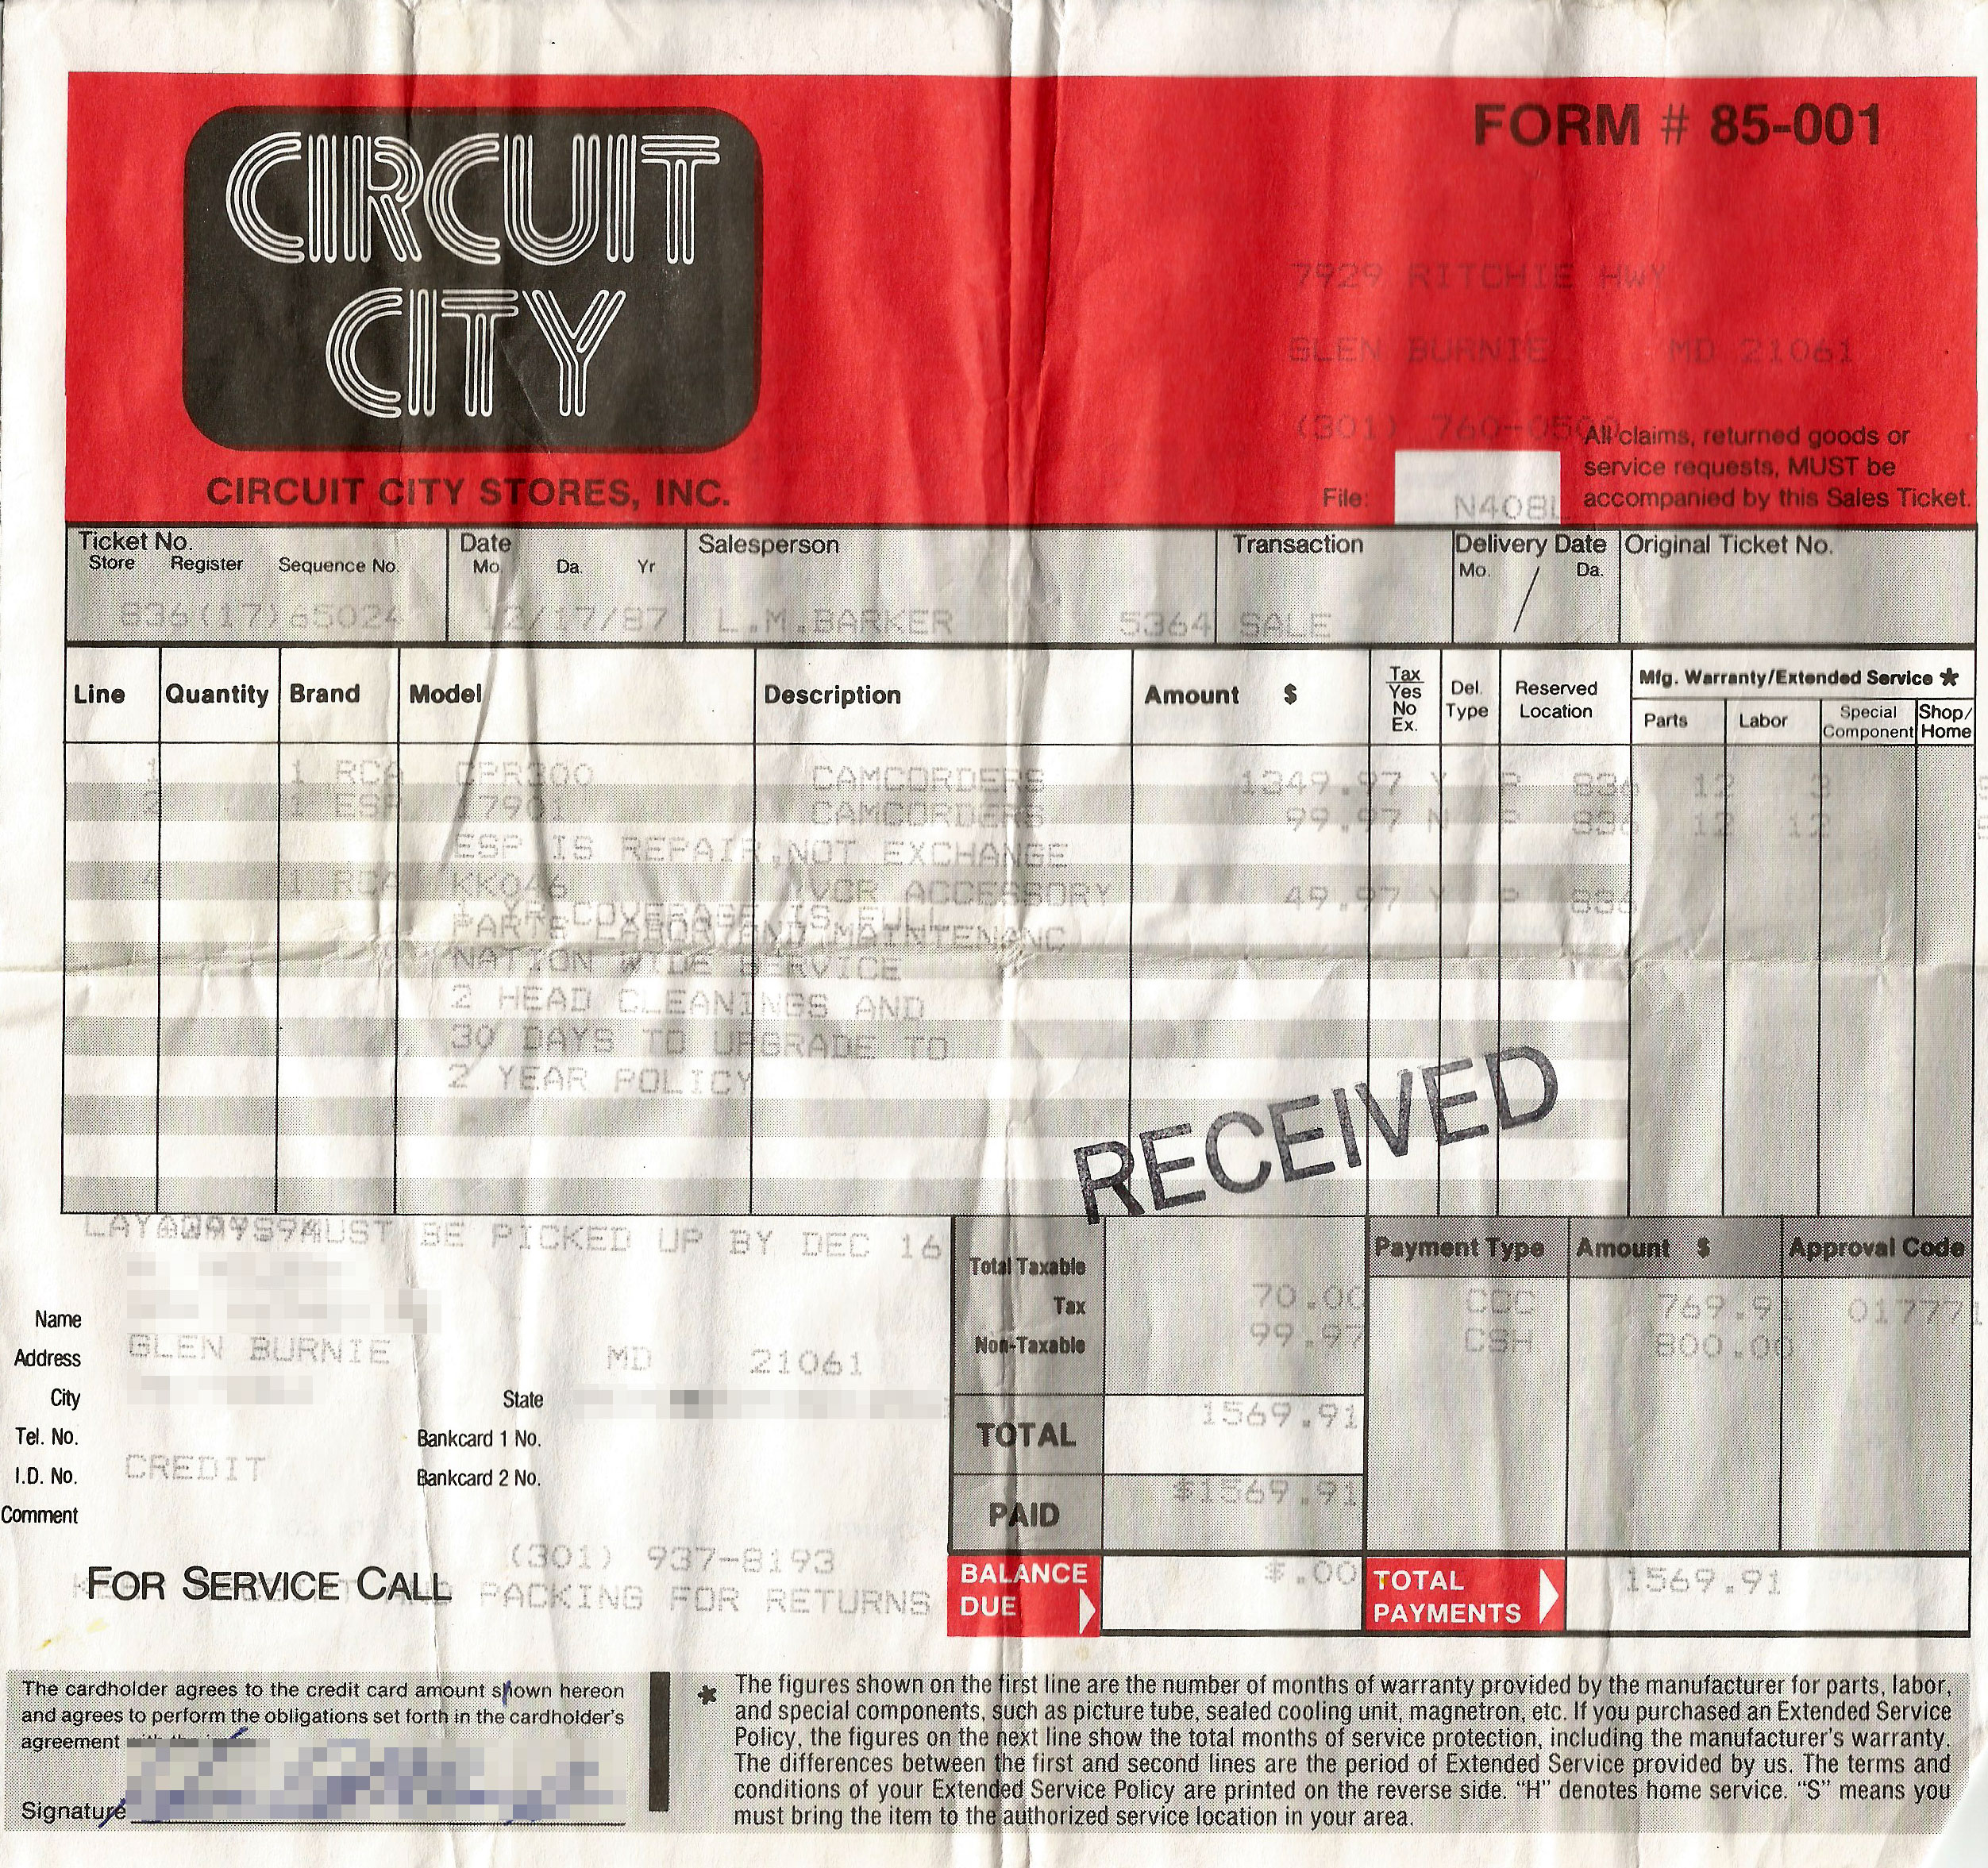 CIRCUIT
CITY
CIRCUIT CITY STORES, INC.
FORM # 85-001
7929 RITCHIE HWY
GLEN BURNIE MD 21061
(301) 760-0500
All claims, returned goods or
service requests, MUST be
accompanied by this Sales Ticket.
File: N408L
Ticket No. Date Salesperson Transaction Delivery Date Original Ticket No.
Store Register Sequence No. Mo. Da. Yr Mo. / Da.
836(17)65024 12/17/87 L.M.BARKER 5364 SALE
Line Quantity Brand Model Description Amount $ Tax Yes No Ex. Del. Type Reserved Location Mfg. Warranty/Extended Service *
Parts Labor Special Component Shop/Home
1 1 RCA CPR300 CAMCORDERS 1349.97 Y P 836 12 3
2 1 ESP 17901 CAMCORDERS 99.97 N P 836 12 12
ESP IS REPAIR,NOT EXCHANGE
4 1 RCA KK046 VCR ACCESSORY 49.97 Y P 836
1 YR COVERAGE IS FULL
PARTS LABOR AND MAINTENANC
NATION WIDE SERVICE
2 HEAD CLEANINGS AND
30 DAYS TO UPGRADE TO
2 YEAR POLICY
RECEIVED
MUST BE PICKED UP BY DEC 16
Total Taxable
Tax 70.00
Non-Taxable 99.97
TOTAL 1569.91
PAID $1569.91
BALANCE DUE $.00
Payment Type Amount $ Approval Code
CCC 769.91 01777
CSH 800.00
TOTAL PAYMENTS 1569.91
Name
Address GLEN BURNIE MD 21061
City State
Tel. No. Bankcard 1 No.
I.D. No. CREDIT Bankcard 2 No.
Comment
(301) 937-8193
FOR SERVICE CALL PACKING FOR RETURNS
The cardholder agrees to the credit card amount shown hereon
and agrees to perform the obligations set forth in the cardholder's
agreement
Signature
* The figures shown on the first line are the number of months of warranty provided by the manufacturer for parts, labor,
and special components, such as picture tube, sealed cooling unit, magnetron, etc. If you purchased an Extended Service
Policy, the figures on the next line show the total months of service protection, including the manufacturer's warranty.
The differences between the first and second lines are the period of Extended Service provided by us. The terms and
conditions of your Extended Service Policy are printed on the reverse side. "H" denotes home service. "S" means you
must bring the item to the authorized service location in your area.